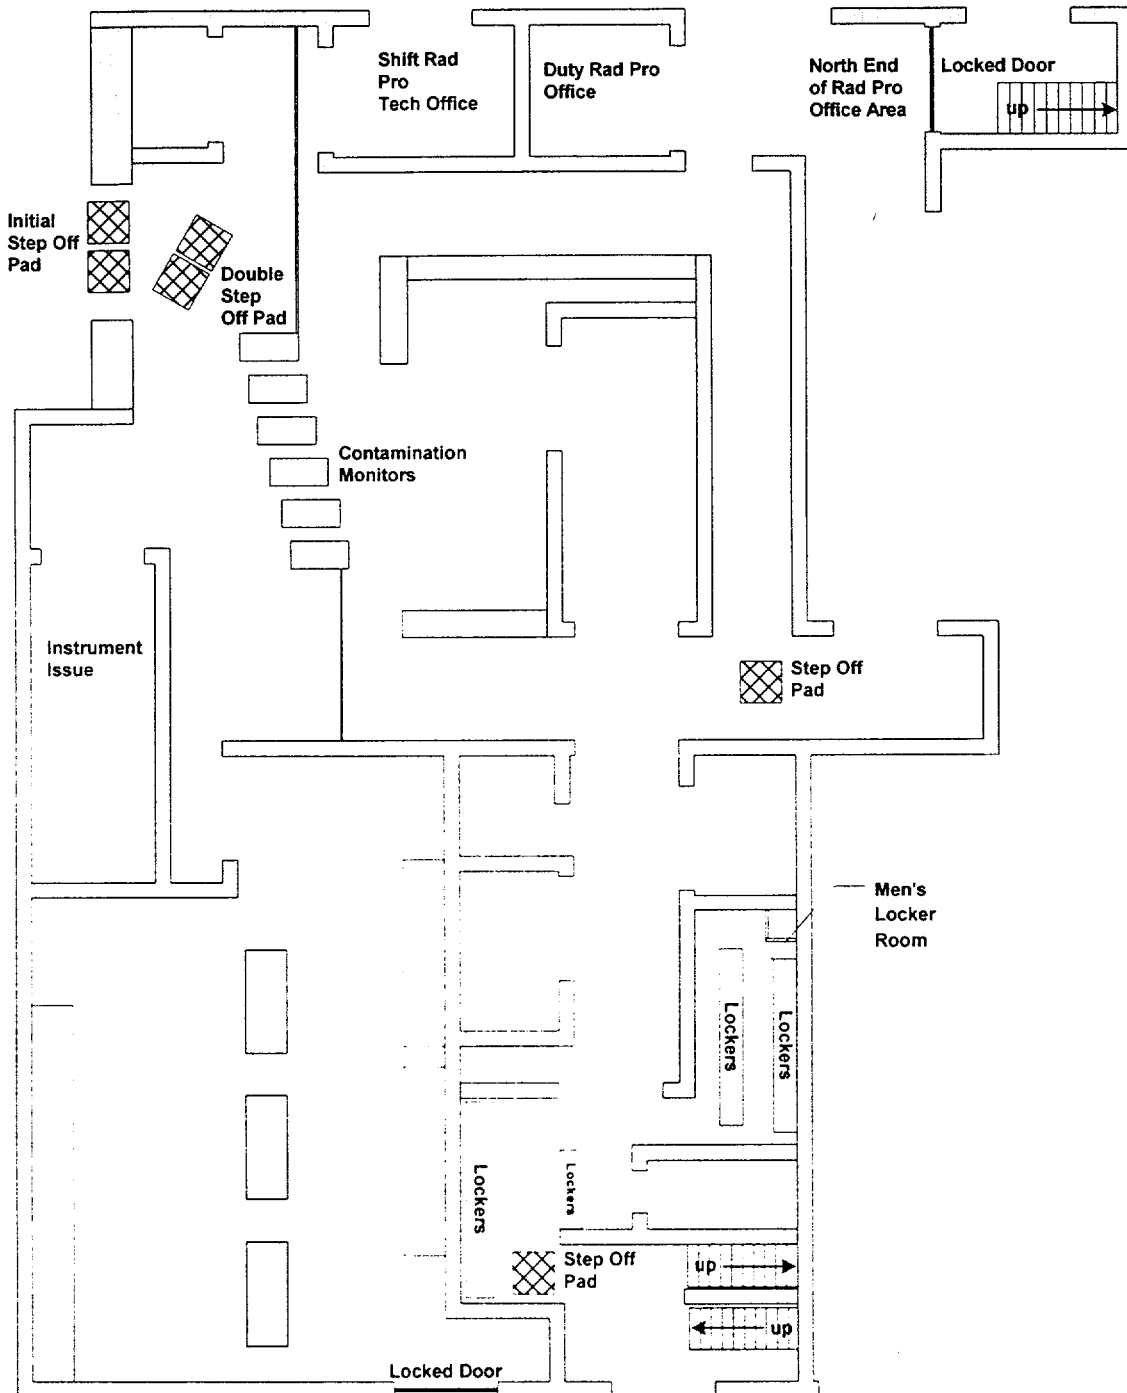 Shift Rad
Pro
Tech Office
Duty Rad Pro
Office
North End
of Rad Pro
Office Area
Locked Door
up
Initial
Step Off
Pad
Double
Step
Off Pad
Contamination
Monitors
Instrument
Issue
Step Off
Pad
Men's
Locker
Room
Lockers
Lockers
Lockers
Lockers
Step Off
Pad
up
up
Locked Door